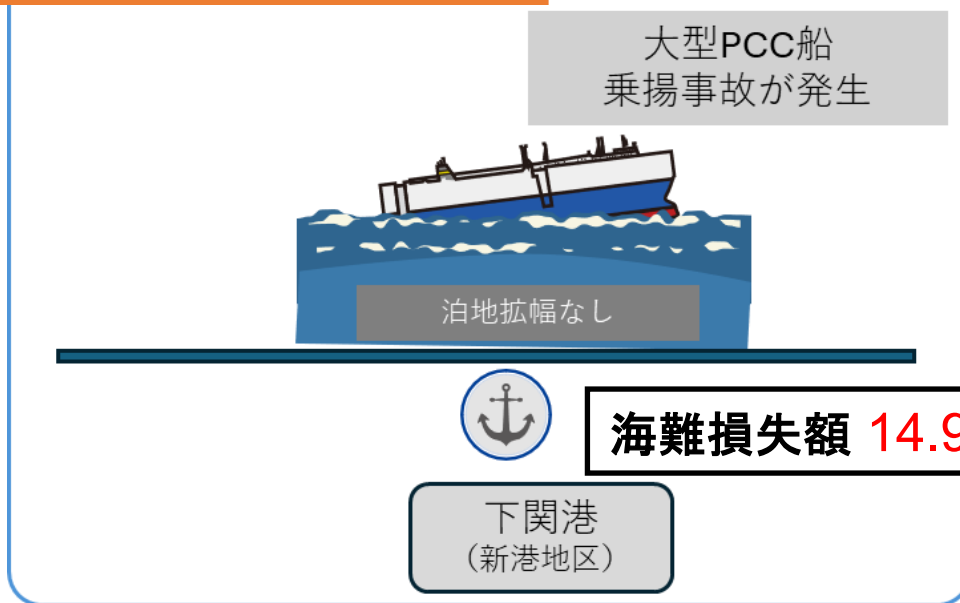 大型PCC船
乗揚事故が発生
泊地拡幅なし
海難損失額 14.9
下関港
（新港地区）